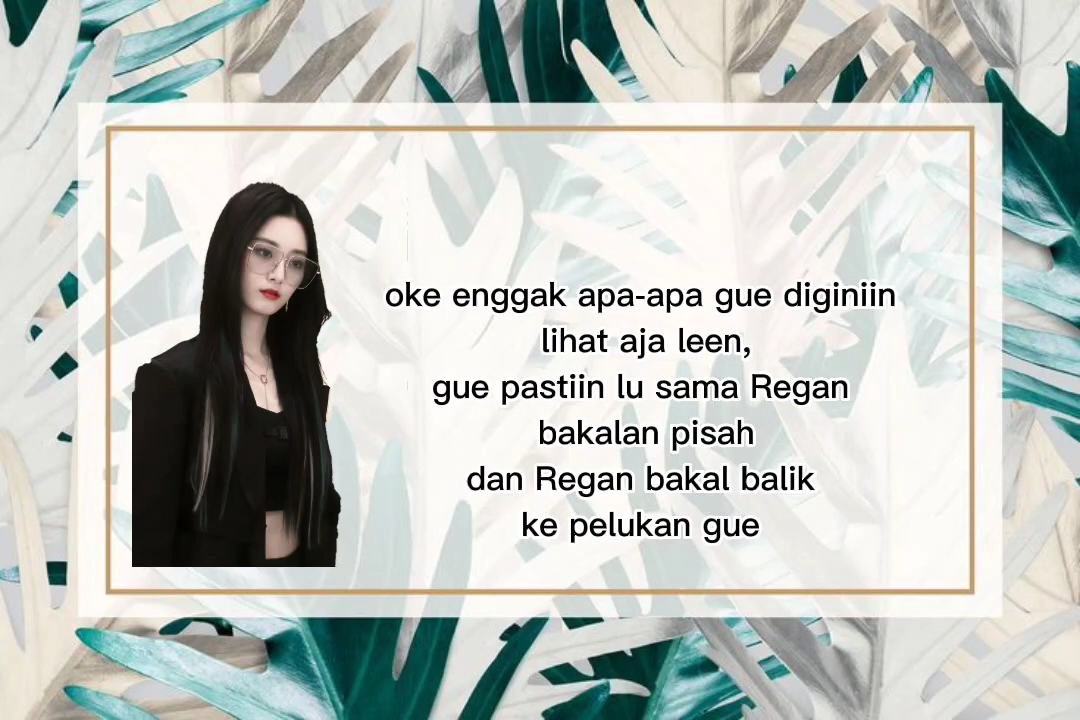 oke enggak apa-apa gue diginiin
lihat aja leen,
gue pastiin lu sama Regan
bakalan pisah
dan Regan bakal balik
ke pelukan gue